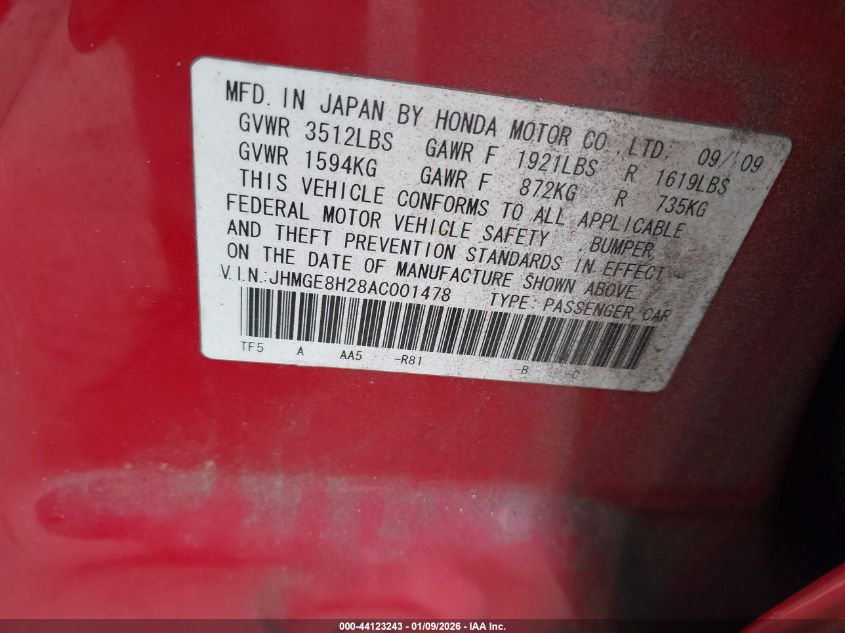 MFD. IN JAPAN BY HONDA MOTOR CO., LTD. 09/09
GVWR 3512LBS GAWR F 1921LBS R 1619LBS
GVWR 1594KG GAWR F 872KG R 735KG
THIS VEHICLE CONFORMS TO ALL APPLICABLE
FEDERAL MOTOR VEHICLE SAFETY , BUMPER,
AND THEFT PREVENTION STANDARDS IN EFFECT
ON THE DATE OF MANUFACTURE SHOWN ABOVE.
V.I.N.:JHMGE8H28AC001478 TYPE: PASSENGER CAR
TF5 A AA5 -R81 -B -C
000-44123243 - 01/09/2026 - IAA Inc.